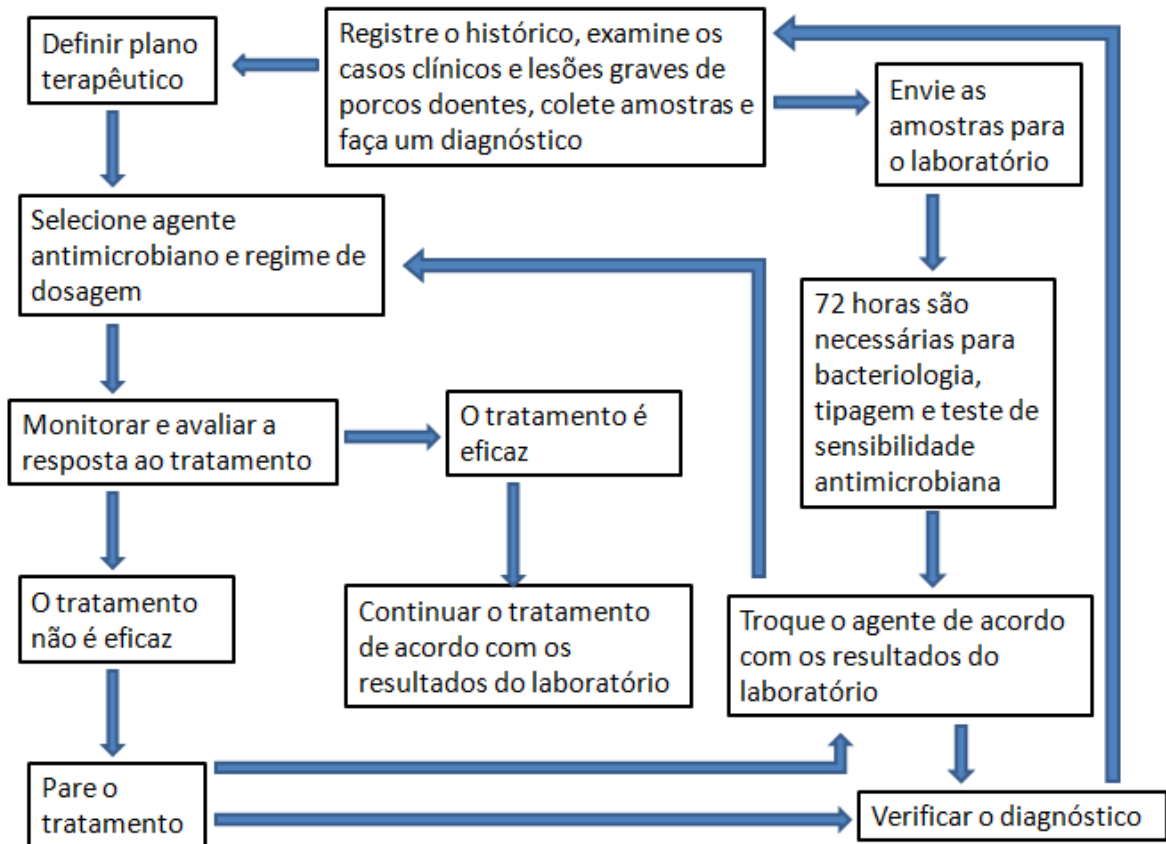 Definir plano
terapêutico
Registre o histórico, examine os
casos clínicos e lesões graves de
porcos doentes, colete amostras e
faça um diagnóstico
Envie as
amostras para
o laboratório
Selecione agente
antimicrobiano e regime de
dosagem
72 horas são
necessárias para
bacteriologia,
tipagem e teste de
sensibilidade
antimicrobiana
Monitorar e avaliar a
resposta ao tratamento
O tratamento é
eficaz
O tratamento
não é eficaz
Continuar o tratamento
de acordo com os
resultados do laboratório
Troque o agente de acordo
com os resultados do
laboratório
Pare o
tratamento
Verificar o diagnóstico